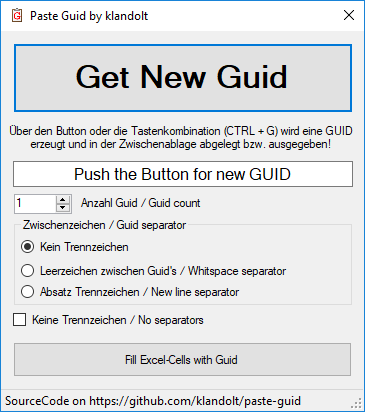 Paste Guid by klandolt
Get New Guid
Über den Button oder die Tastenkombination (CTRL + G) wird eine GUID
erzeugt und in der Zwischenablage abgelegt bzw. ausgegeben!
Push the Button for new GUID
1 Anzahl Guid / Guid count
Zwischenzeichen / Guid separator
Kein Trennzeichen
Leerzeichen zwischen Guid's / Whitspace separator
Absatz Trennzeichen / New line separator
Keine Trennzeichen / No separators
Fill Excel-Cells with Guid
SourceCode on https://github.com/klandolt/paste-guid